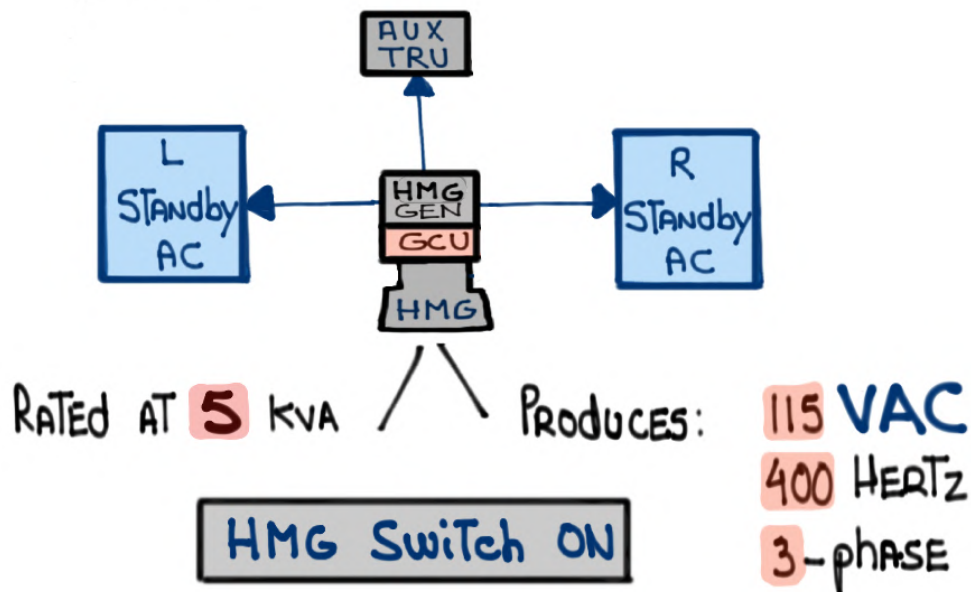 AUX
TRU
L
STANdby
AC
HMG
GEN
GCU
HMG
R
STANdby
AC
RATEd AT 5 KVA
PROdUCES:
115 VAC
400 HERTZ
3-phASE
HMG SwiTch ON